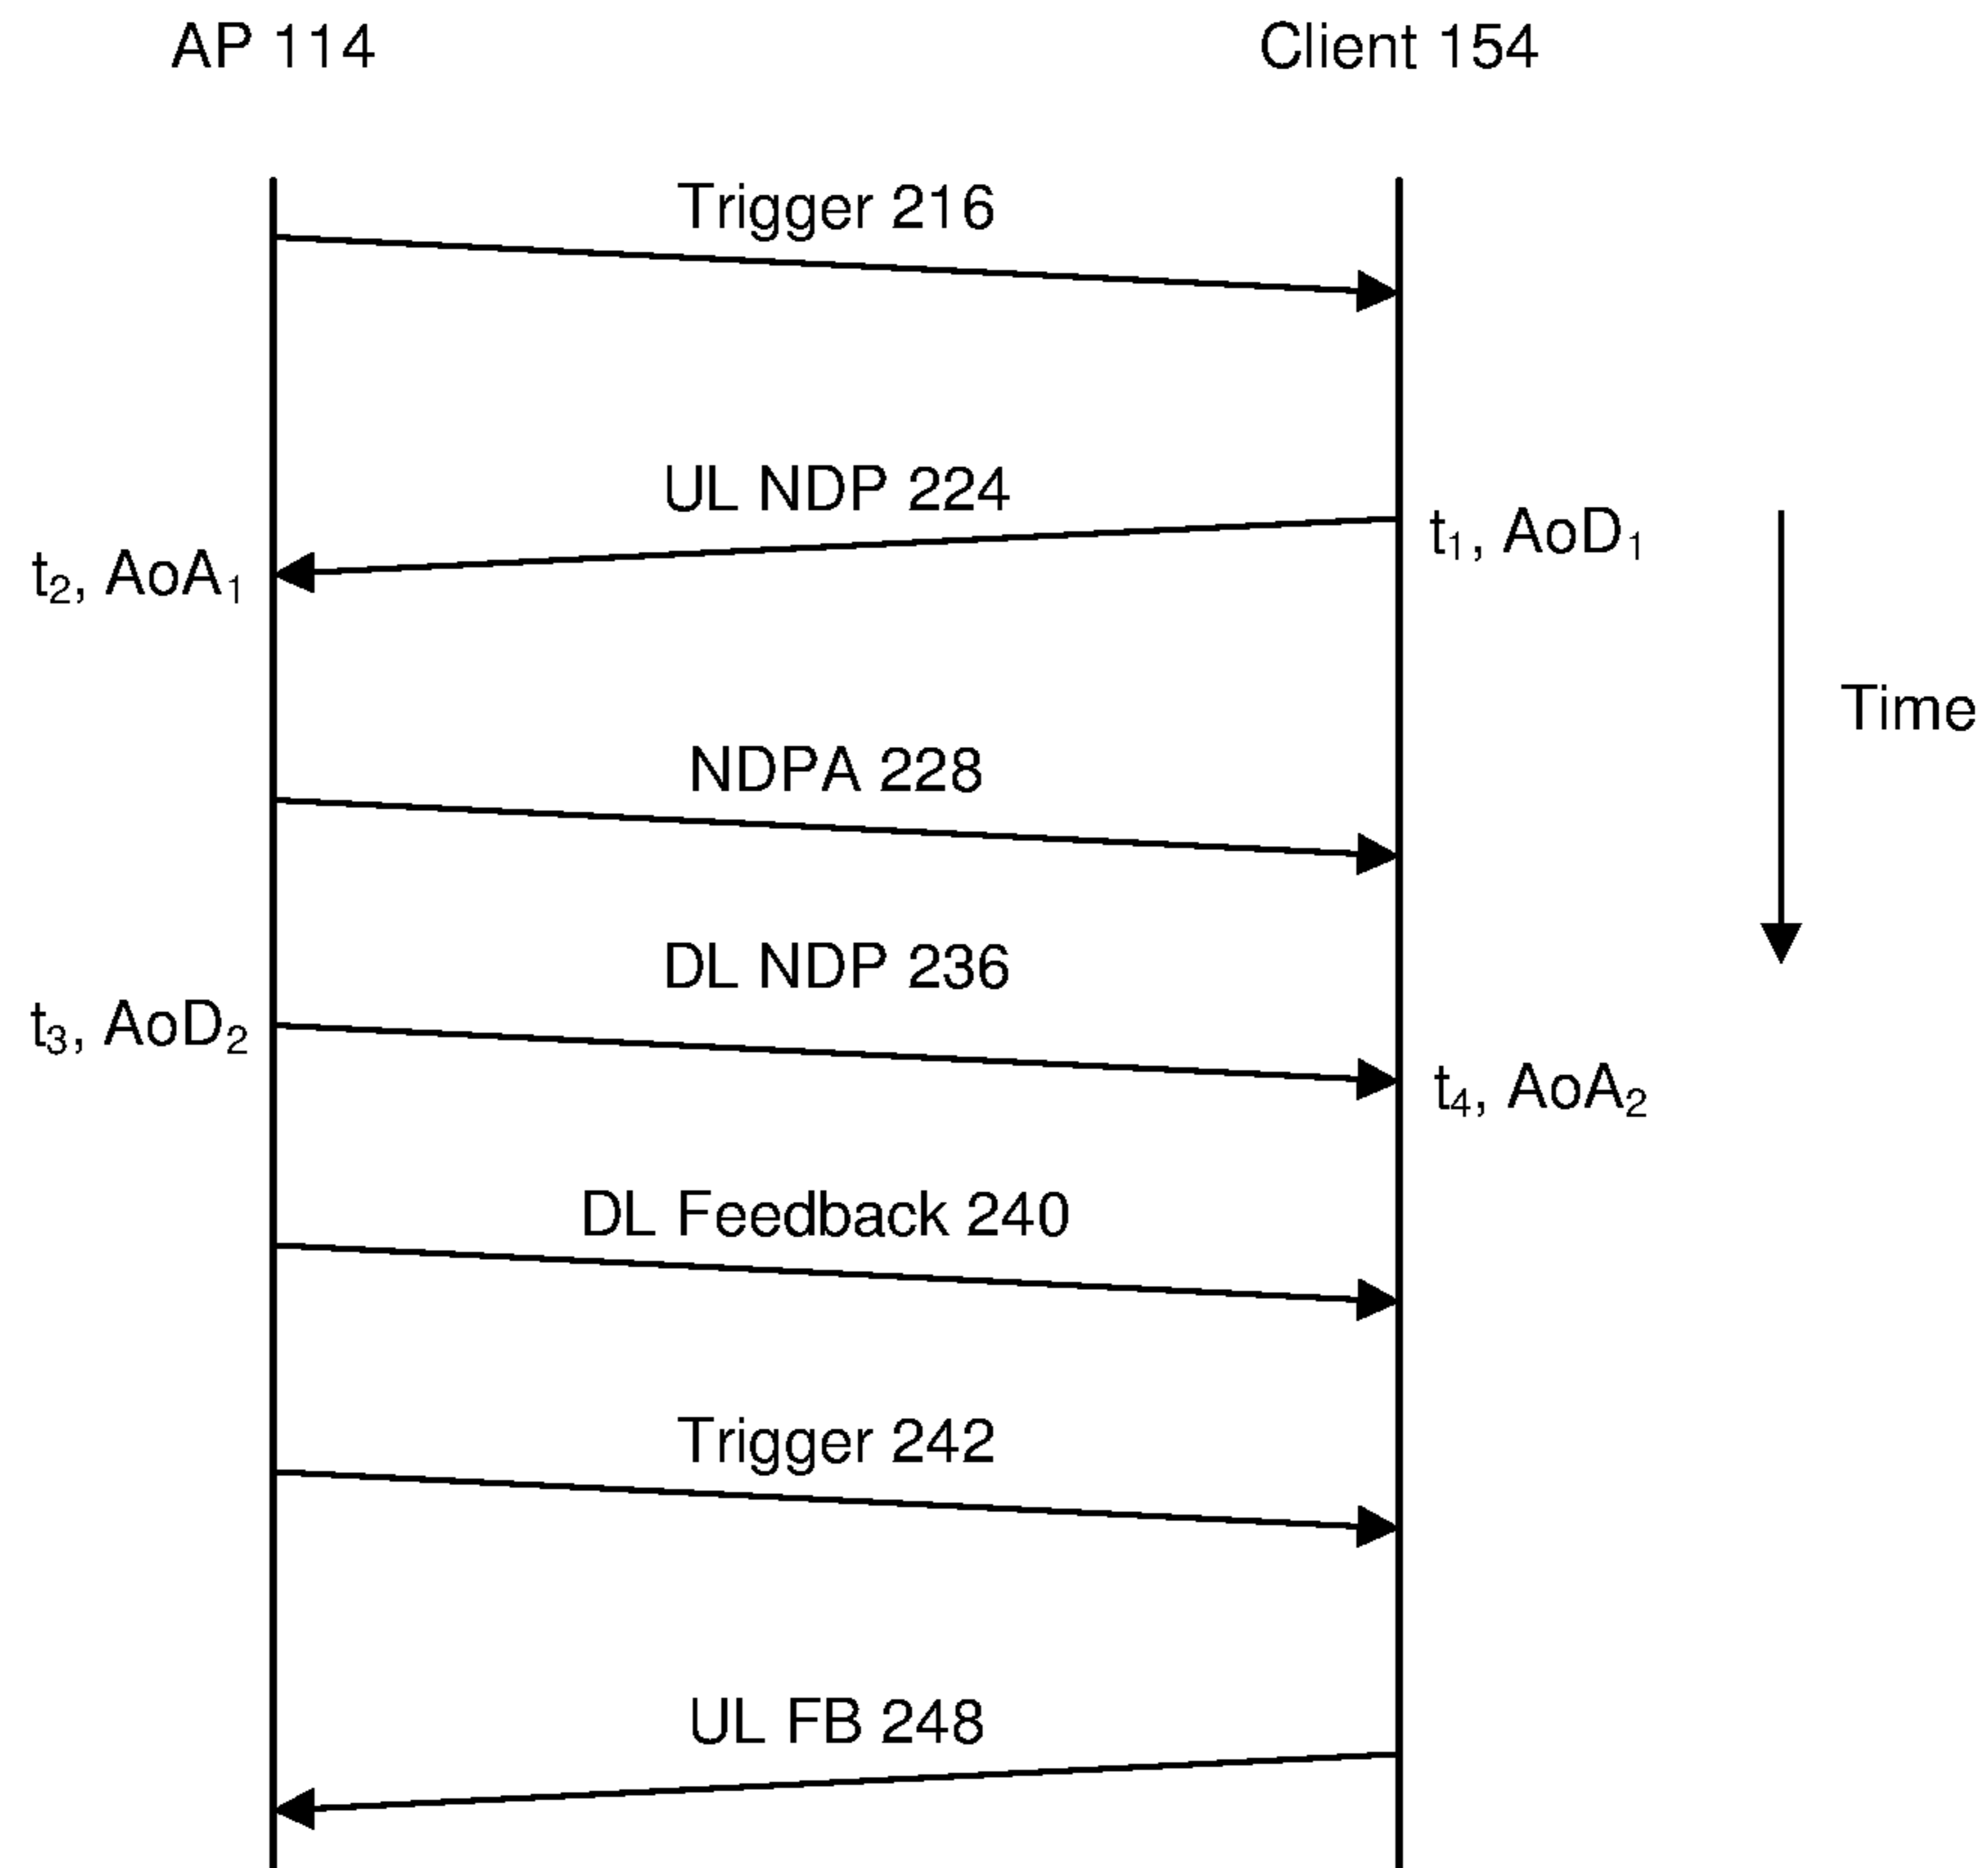 AP 114
Client 154
Trigger 216
UL NDP 224
t₁, AoD₁
t₂, AoA₁
Time
NDPA 228
DL NDP 236
t₃, AoD₂
t₄, AoA₂
DL Feedback 240
Trigger 242
UL FB 248